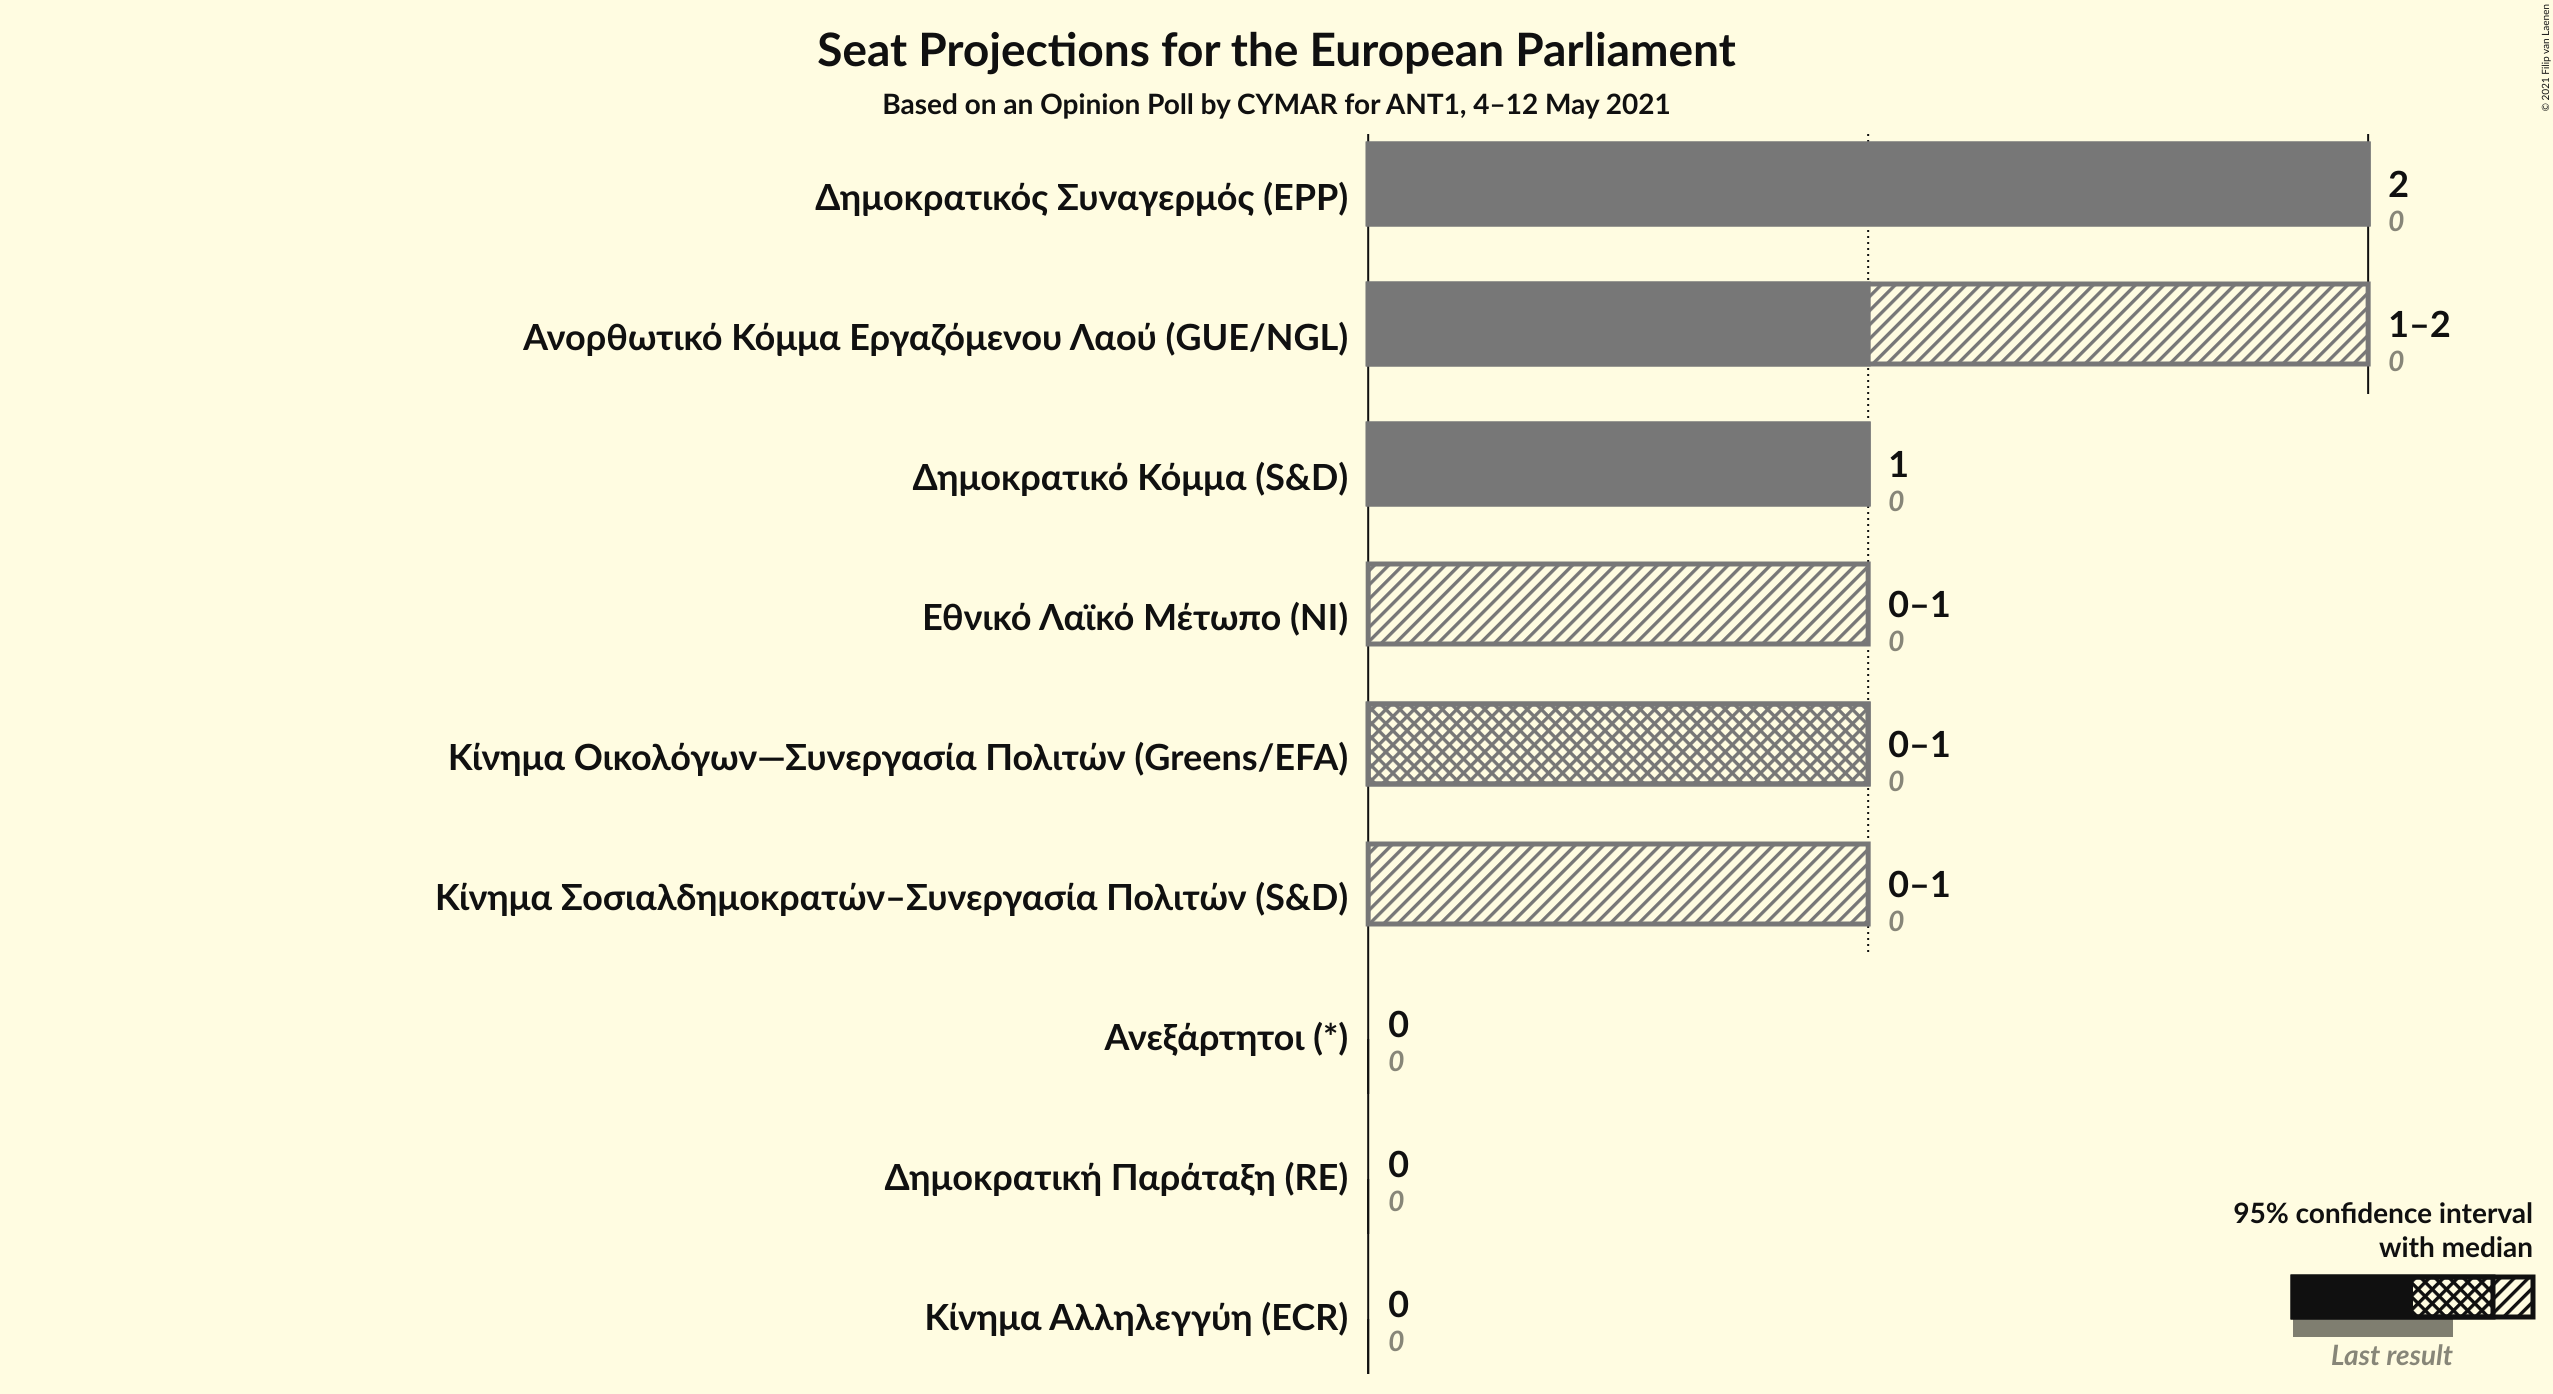 Seat Projections for the European Parliament
Based on an Opinion Poll by CYMAR for ANT1, 4–12 May 2021
© 2021 Filip van Laenen
Δημοκρατικός Συναγερμός (EPP)
2
0
Ανορθωτικό Κόμμα Εργαζόμενου Λαού (GUE/NGL)
1–2
0
Δημοκρατικό Κόμμα (S&D)
1
0
Εθνικό Λαϊκό Μέτωπο (NI)
0–1
0
Κίνημα Οικολόγων—Συνεργασία Πολιτών (Greens/EFA)
0–1
0
Κίνημα Σοσιαλδημοκρατών–Συνεργασία Πολιτών (S&D)
0–1
0
Ανεξάρτητοι (*)
0
0
Δημοκρατική Παράταξη (RE)
0
0
Κίνημα Αλληλεγγύη (ECR)
0
0
95% confidence interval
with median
Last result